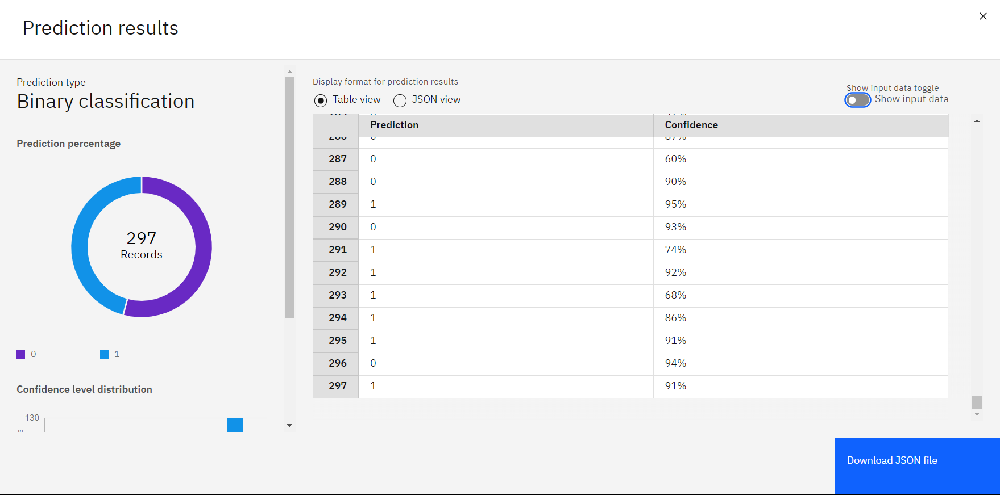 Prediction results
Prediction type
Binary classification
Prediction percentage
297
Records
0 1
Confidence level distribution
130
Display format for prediction results
Table view JSON view
Show input data toggle
Show input data
Prediction Confidence
287 0 60%
288 0 90%
289 1 95%
290 0 93%
291 1 74%
292 1 92%
293 1 68%
294 1 86%
295 1 91%
296 0 94%
297 1 91%
Download JSON file